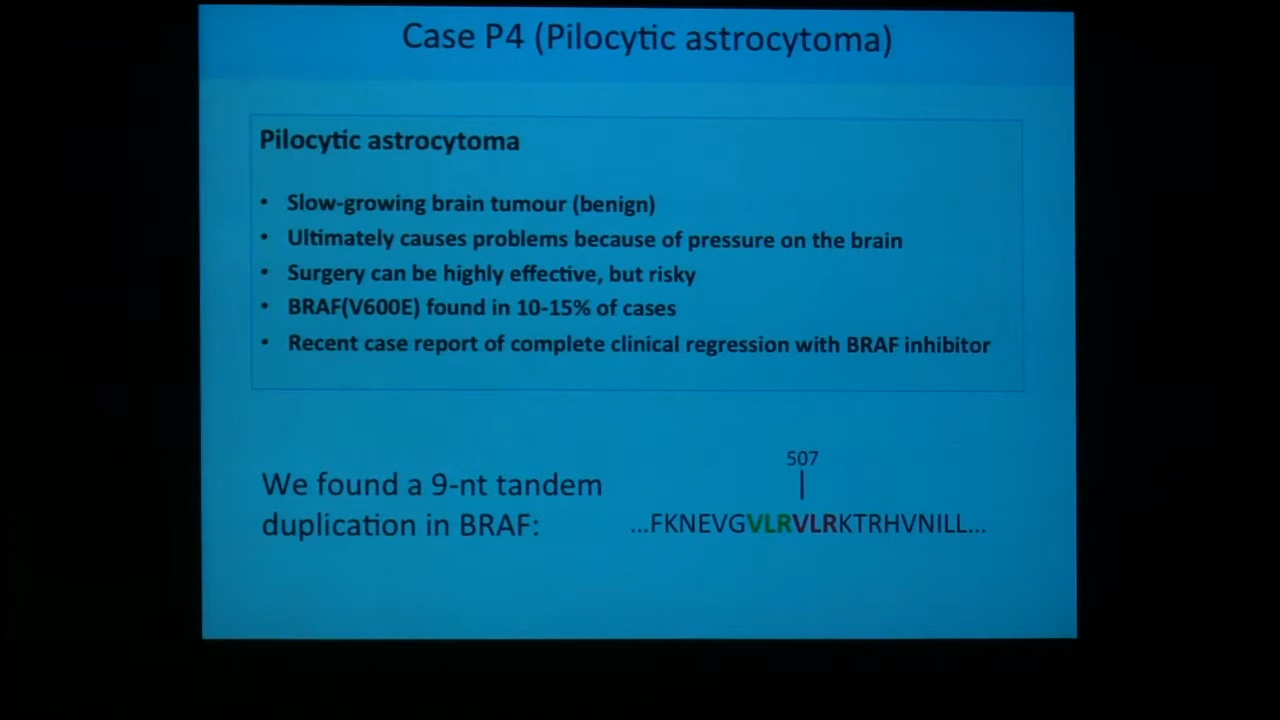 Case P4 (Pilocytic astrocytoma)
Pilocytic astrocytoma
• Slow-growing brain tumour (benign)
• Ultimately causes problems because of pressure on the brain
• Surgery can be highly effective, but risky
• BRAF(V600E) found in 10-15% of cases
• Recent case report of complete clinical regression with BRAF inhibitor
507
We found a 9-nt tandem
duplication in BRAF:
...FKNEVGVLRVLRKTRHVNILL...